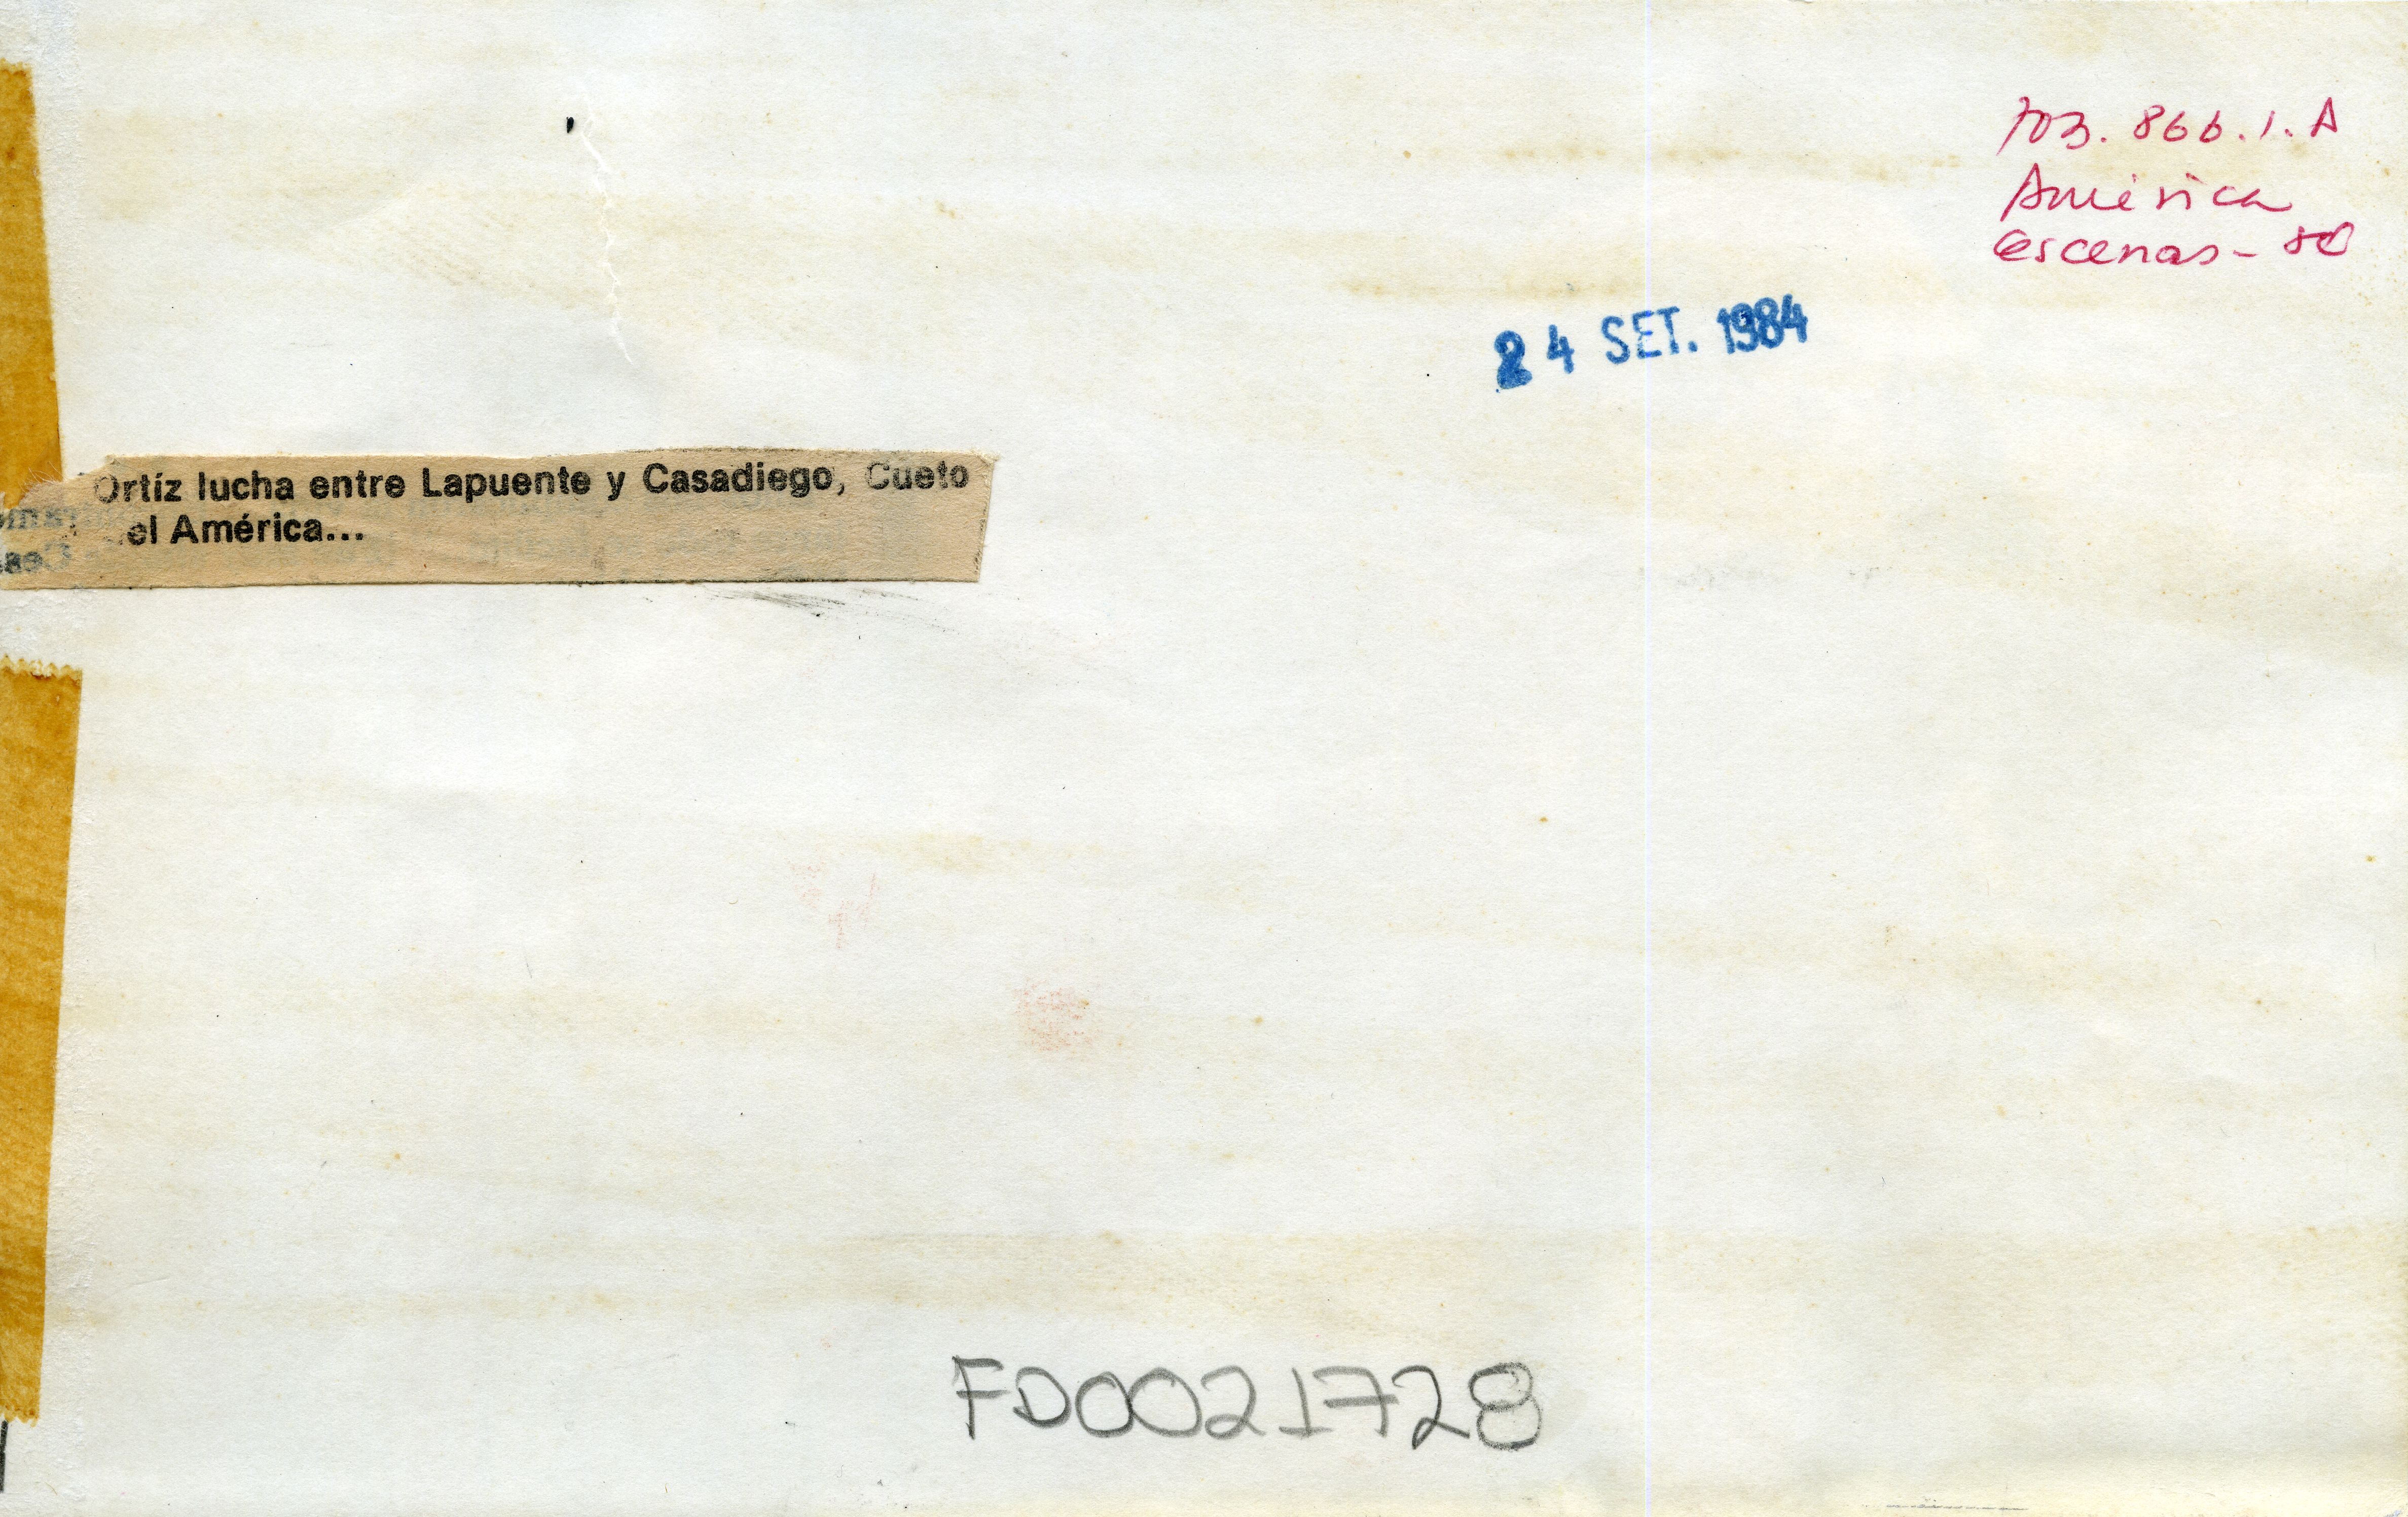 703.866.1.A
América
escenas-80
24 SET. 1984
Ortíz lucha entre Lapuente y Casadiego, Cueto
el América...
FD0021728